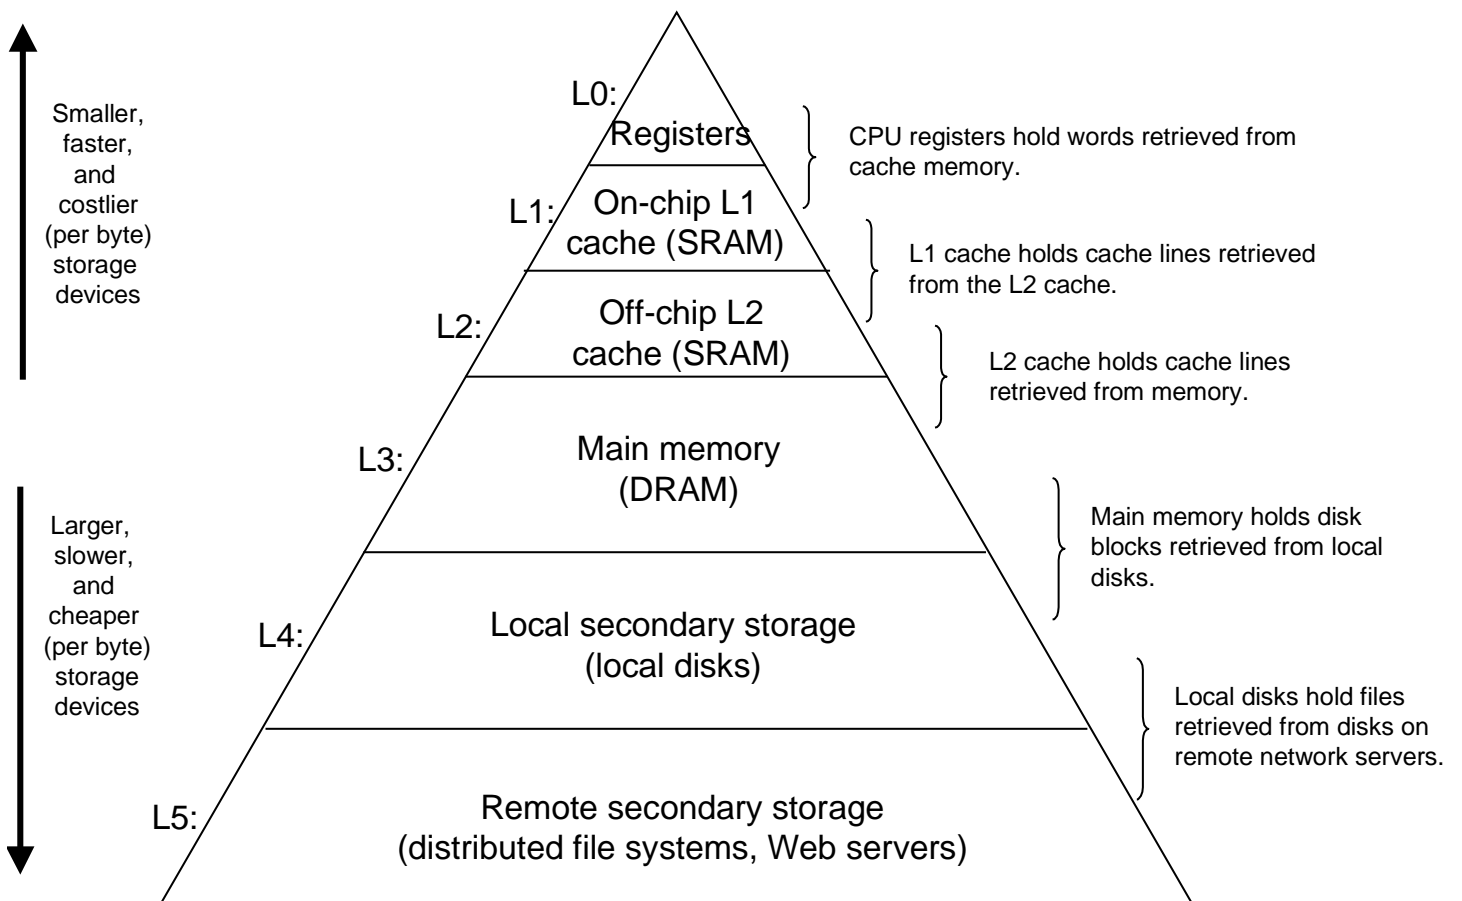 Smaller,
faster,
and
costlier
(per byte)
storage
devices
Larger,
slower,
and
cheaper
(per byte)
storage
devices
L0:
Registers
CPU registers hold words retrieved from
cache memory.
L1:
On-chip L1
cache (SRAM)
L1 cache holds cache lines retrieved
from the L2 cache.
L2:
Off-chip L2
cache (SRAM)
L2 cache holds cache lines
retrieved from memory.
L3:
Main memory
(DRAM)
Main memory holds disk
blocks retrieved from local
disks.
L4:
Local secondary storage
(local disks)
Local disks hold files
retrieved from disks on
remote network servers.
L5:
Remote secondary storage
(distributed file systems, Web servers)